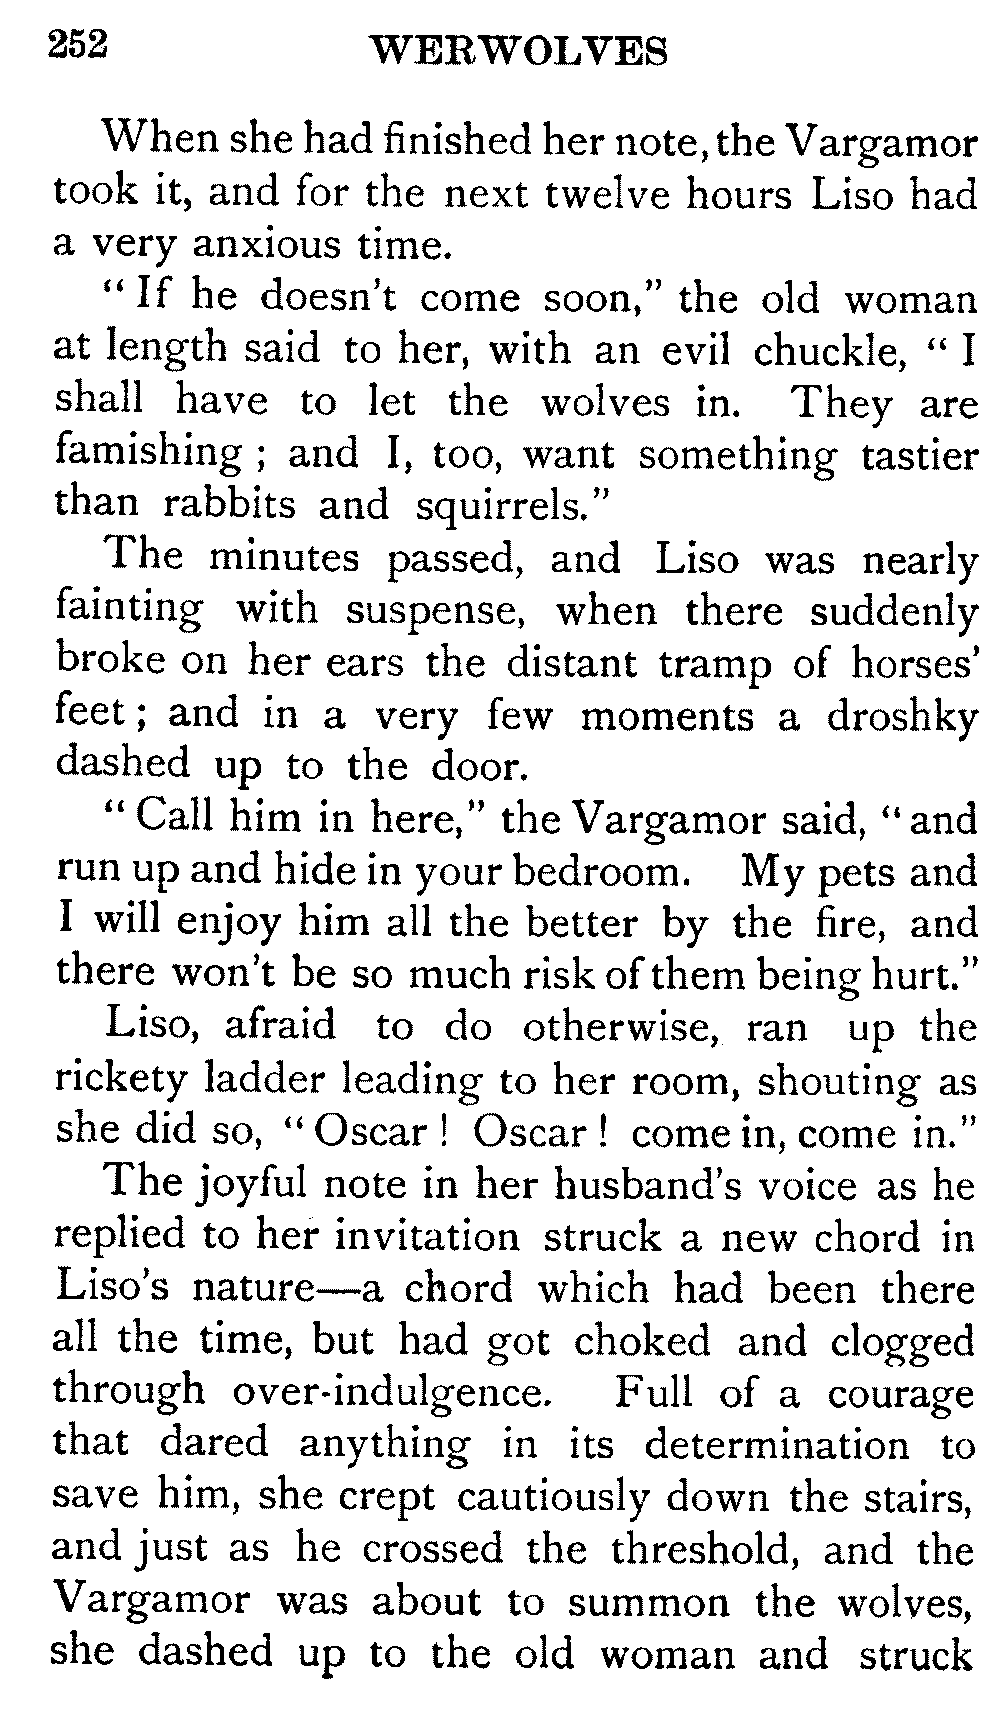 252 WERWOLVES
When she had finished her note, the Vargamor
took it, and for the next twelve hours Liso had
a very anxious time.
" If he doesn't come soon," the old woman
at length said to her, with an evil chuckle, " I
shall have to let the wolves in. They are
famishing ; and I, too, want something tastier
than rabbits and squirrels."
The minutes passed, and Liso was nearly
fainting with suspense, when there suddenly
broke on her ears the distant tramp of horses'
feet ; and in a very few moments a droshky
dashed up to the door.
" Call him in here," the Vargamor said, " and
run up and hide in your bedroom. My pets and
I will enjoy him all the better by the fire, and
there won't be so much risk of them being hurt."
Liso, afraid to do otherwise, ran up the
rickety ladder leading to her room, shouting as
she did so, " Oscar ! Oscar ! come in, come in."
The joyful note in her husband's voice as he
replied to her invitation struck a new chord in
Liso's nature—a chord which had been there
all the time, but had got choked and clogged
through over-indulgence. Full of a courage
that dared anything in its determination to
save him, she crept cautiously down the stairs,
and just as he crossed the threshold, and the
Vargamor was about to summon the wolves,
she dashed up to the old woman and struck